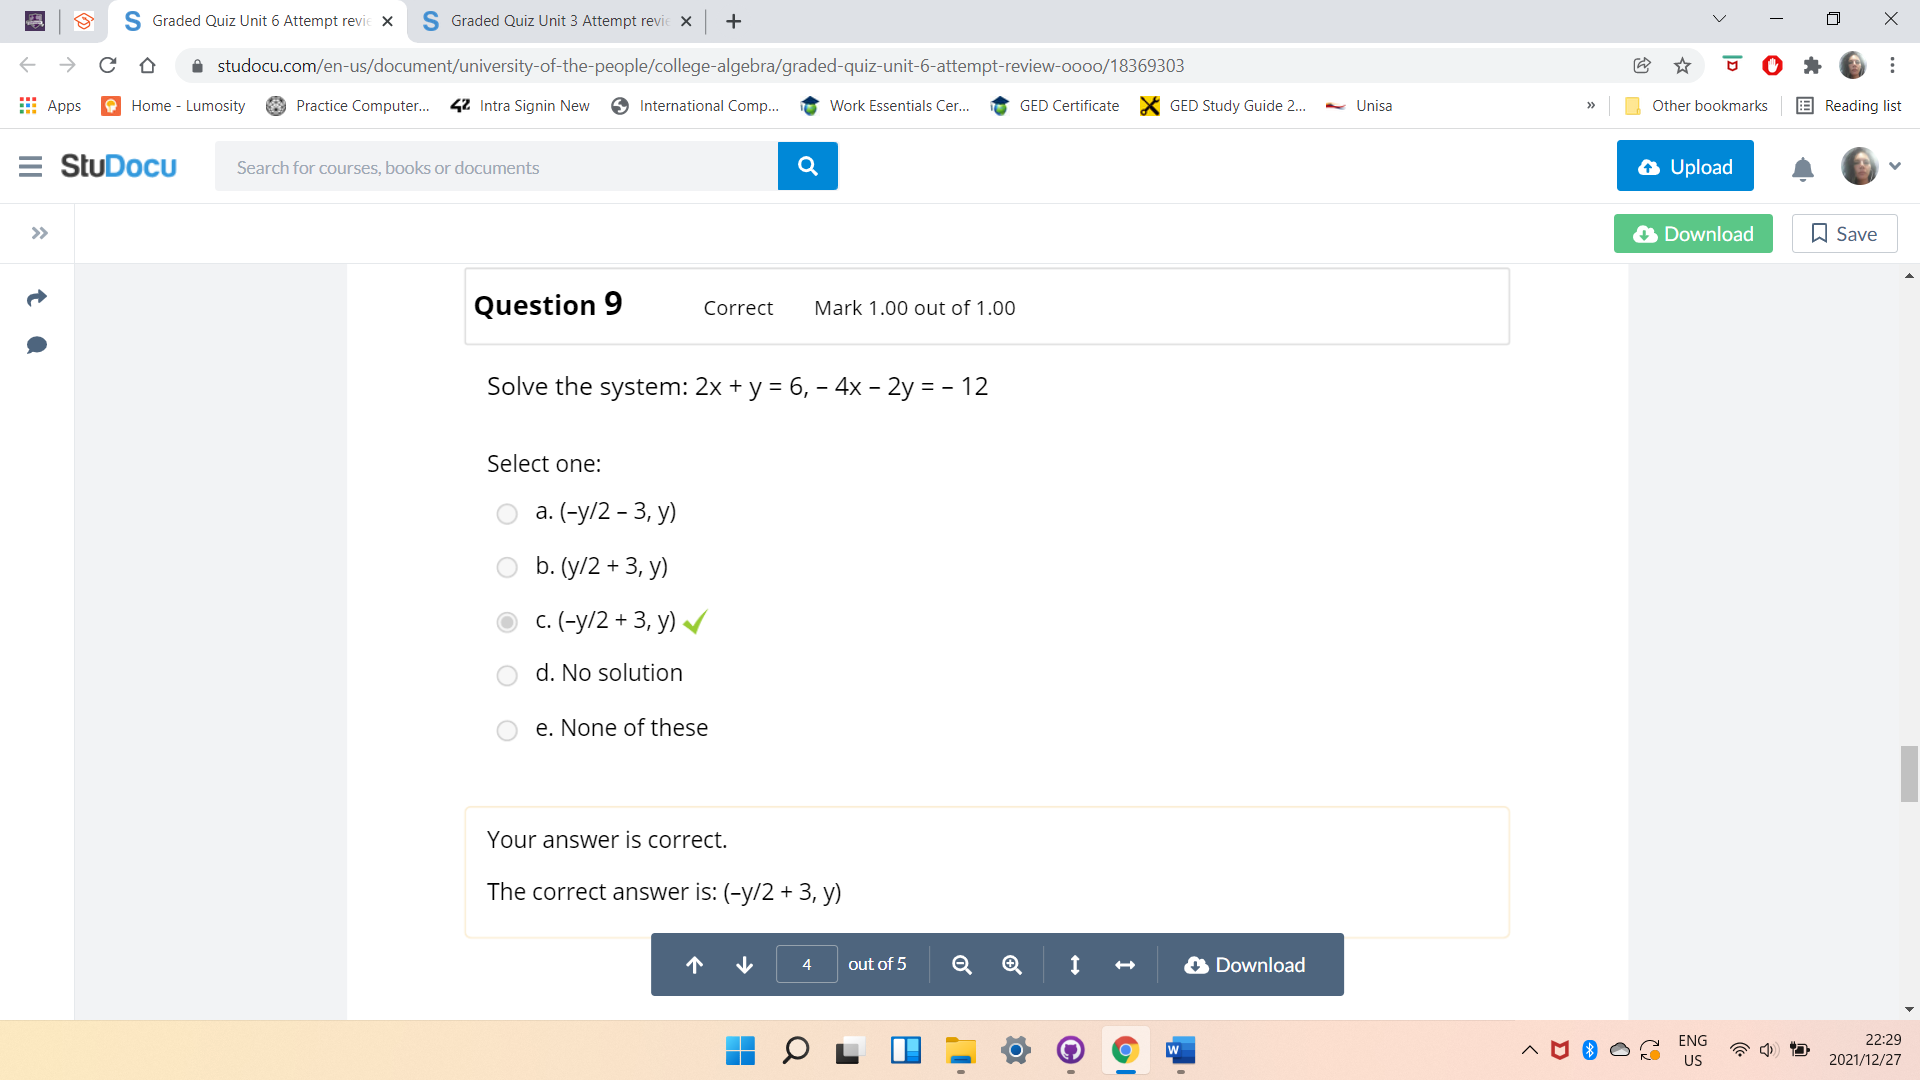 Graded Quiz Unit 6 Attempt revie
Graded Quiz Unit 3 Attempt revie
studocu.com/en-us/document/university-of-the-people/college-algebra/graded-quiz-unit-6-attempt-review-oooo/18369303
Apps
Home - Lumosity
Practice Computer...
Intra Signin New
International Comp...
Work Essentials Cer...
GED Certificate
GED Study Guide 2...
Unisa
»
Other bookmarks
Reading list
StuDocu
Search for courses, books or documents
Upload
Download
Save
Question 9 Correct Mark 1.00 out of 1.00
Solve the system: 2x + y = 6, – 4x – 2y = – 12
Select one:
a. (–y/2 – 3, y)
b. (y/2 + 3, y)
c. (–y/2 + 3, y)
d. No solution
e. None of these
Your answer is correct.
The correct answer is: (–y/2 + 3, y)
4 out of 5
Download
ENG
US
22:29
2021/12/27